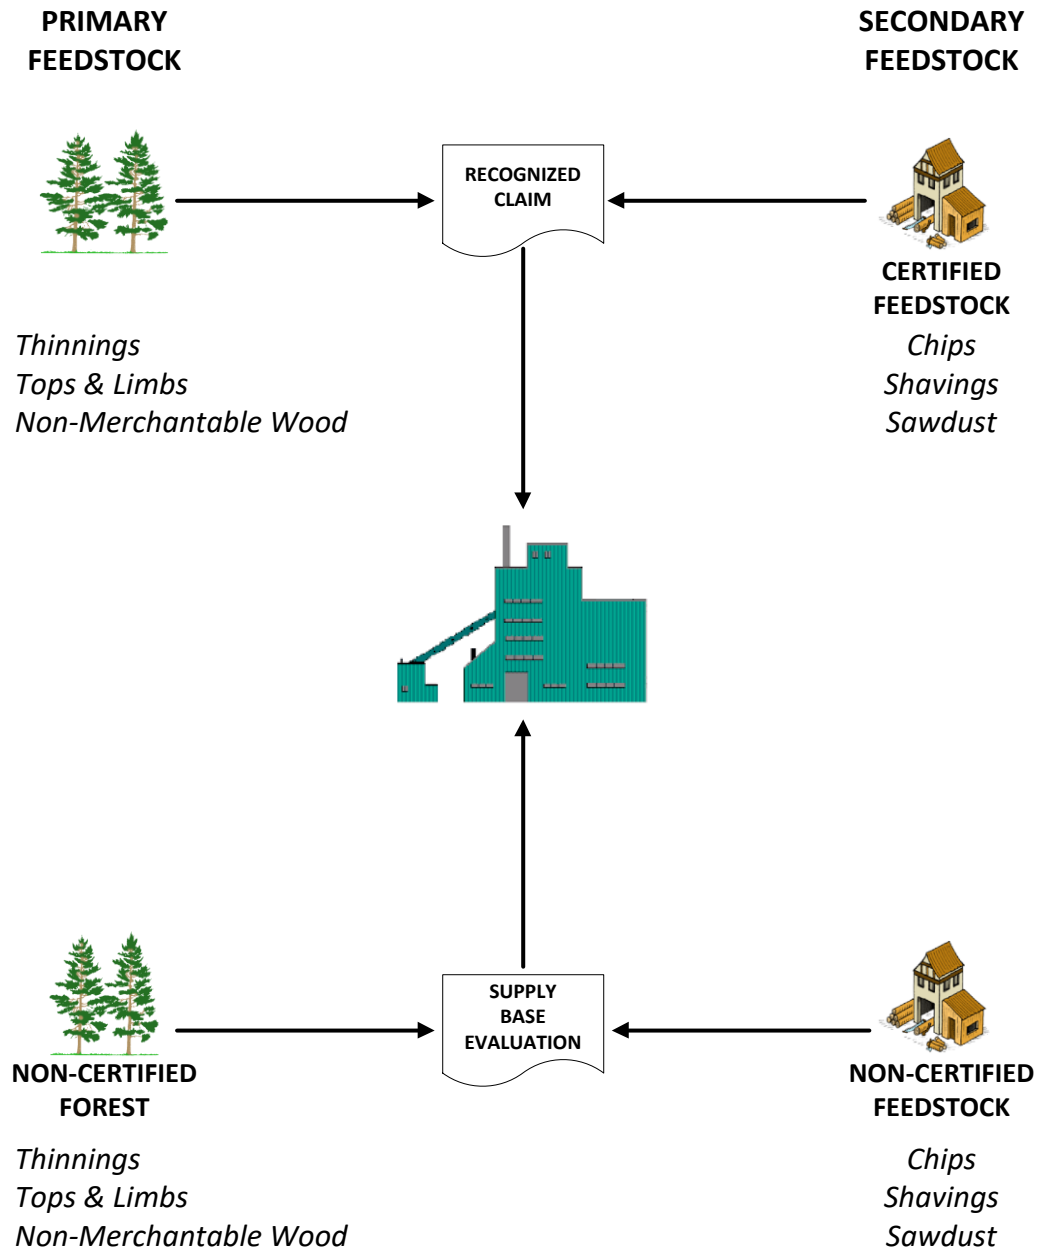 PRIMARY
FEEDSTOCK
SECONDARY
FEEDSTOCK
RECOGNIZED
CLAIM
CERTIFIED
FEEDSTOCK
Thinnings
Tops & Limbs
Non-Merchantable Wood
Chips
Shavings
Sawdust
SUPPLY
BASE
EVALUATION
NON-CERTIFIED
FOREST
NON-CERTIFIED
FEEDSTOCK
Thinnings
Tops & Limbs
Non-Merchantable Wood
Chips
Shavings
Sawdust